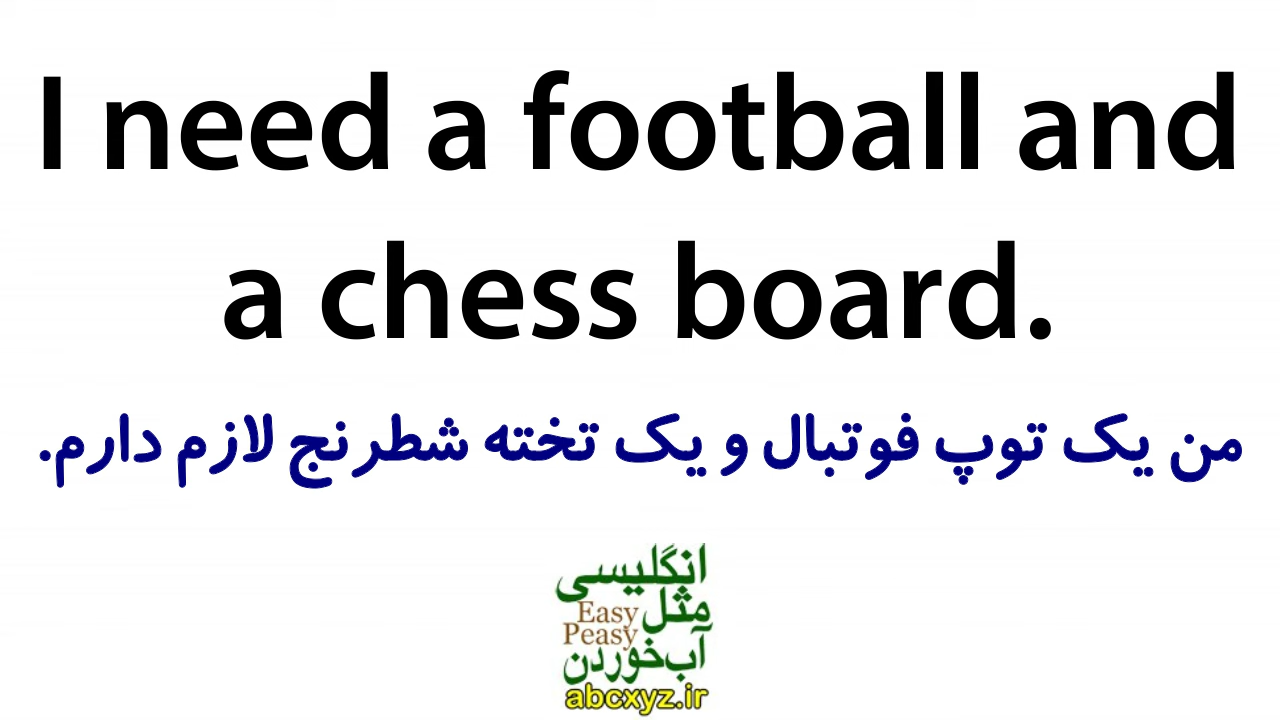 I need a football and
a chess board.
من یک توپ فوتبال و یک تخته شطرنج لازم دارم.
انگلیسی
مثل
Easy
Peasy
آب‌خوردن
abcxyz.ir